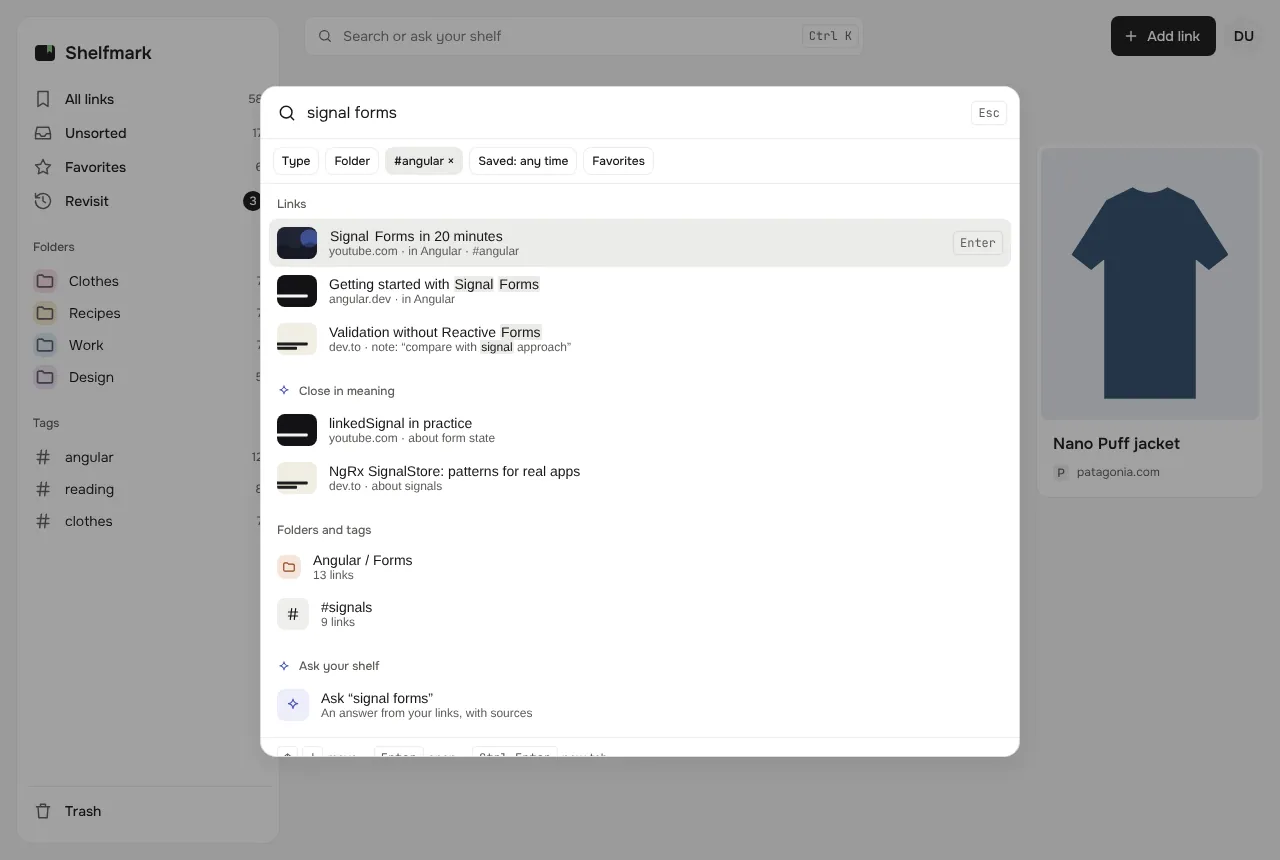 Shelfmark
Search or ask your shelf
Ctrl K
+ Add link
DU
All links
Unsorted
Favorites
Revisit
3
Folders
Clothes
Recipes
Work
Design
Tags
# angular
# reading
# clothes
Trash
signal forms
Esc
Type
Folder
#angular ×
Saved: any time
Favorites
Links
Signal Forms in 20 minutes
youtube.com · in Angular · #angular
Enter
Getting started with Signal Forms
angular.dev · in Angular
Validation without Reactive Forms
dev.to · note: “compare with signal approach”
Close in meaning
linkedSignal in practice
youtube.com · about form state
NgRx SignalStore: patterns for real apps
dev.to · about signals
Folders and tags
Angular / Forms
13 links
#
#signals
9 links
Ask your shelf
Ask “signal forms”
An answer from your links, with sources
Nano Puff jacket
P patagonia.com